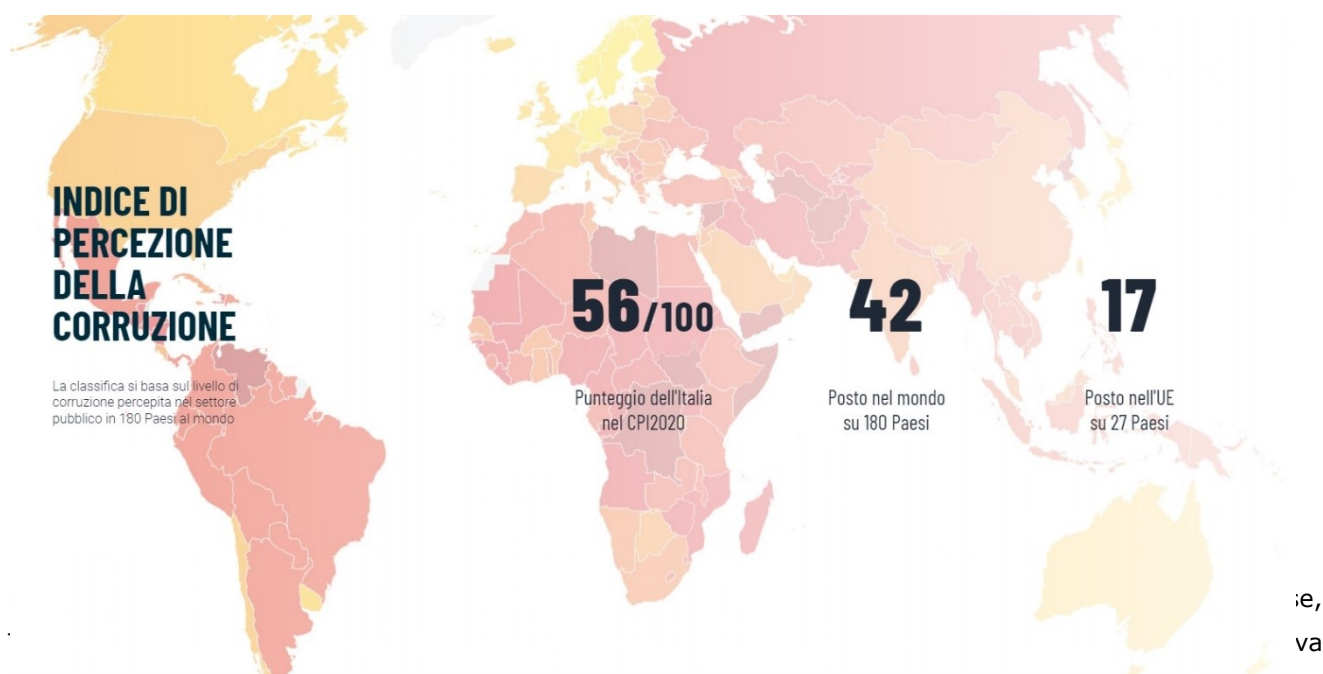 INDICE DI
PERCEZIONE
DELLA
CORRUZIONE
La classifica si basa sul livello di
corruzione percepita nel settore
pubblico in 180 Paesi al mondo
56/100
Punteggio dell'Italia
nel CPI2020
42
Posto nel mondo
su 180 Paesi
17
Posto nell'UE
su 27 Paesi
va